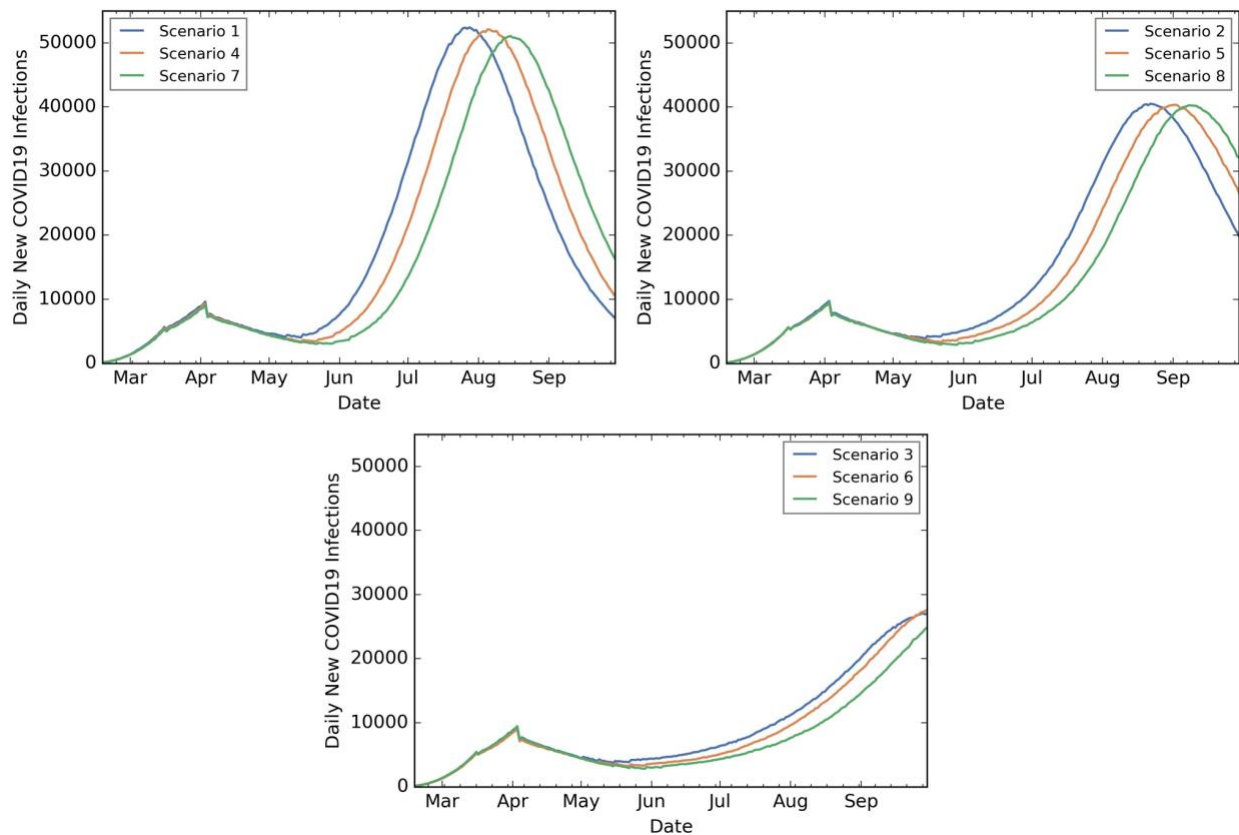 Daily New COVID19 Infections
50000
40000
30000
20000
10000
0
Scenario 1
Scenario 4
Scenario 7
Mar Apr May Jun Jul Aug Sep
Date
Daily New COVID19 Infections
50000
40000
30000
20000
10000
0
Scenario 2
Scenario 5
Scenario 8
Mar Apr May Jun Jul Aug Sep
Date
Daily New COVID19 Infections
50000
40000
30000
20000
10000
0
Scenario 3
Scenario 6
Scenario 9
Mar Apr May Jun Jul Aug Sep
Date